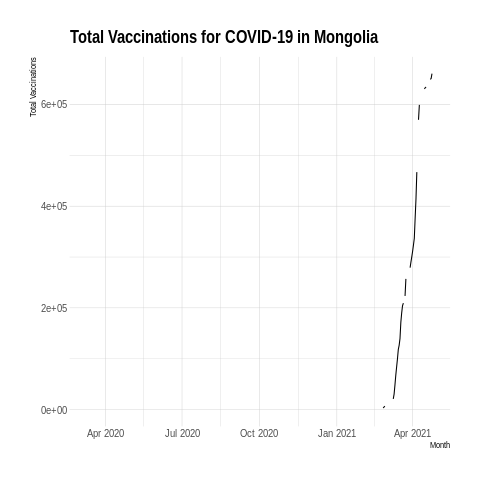 Total Vaccinations for COVID-19 in Mongolia
Total Vaccinations
6e+05
4e+05
2e+05
0e+00
Apr 2020 Jul 2020 Oct 2020 Jan 2021 Apr 2021
Month